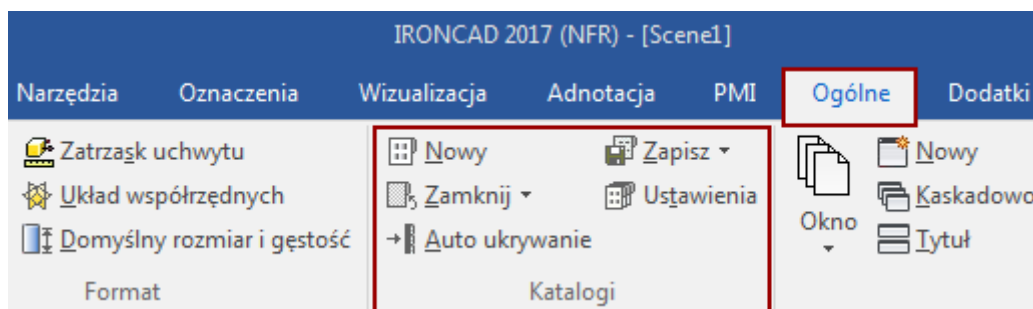 IRONCAD 2017 (NFR) - [Scene1]
Narzędzia Oznaczenia Wizualizacja Adnotacja PMI Ogólne Dodatki
Zatrzask uchwytu
Układ współrzędnych
Domyślny rozmiar i gęstość
Format
Nowy Zapisz
Zamknij Ustawienia
Auto ukrywanie
Katalogi
Okno
Nowy
Kaskadowo
Tytuł